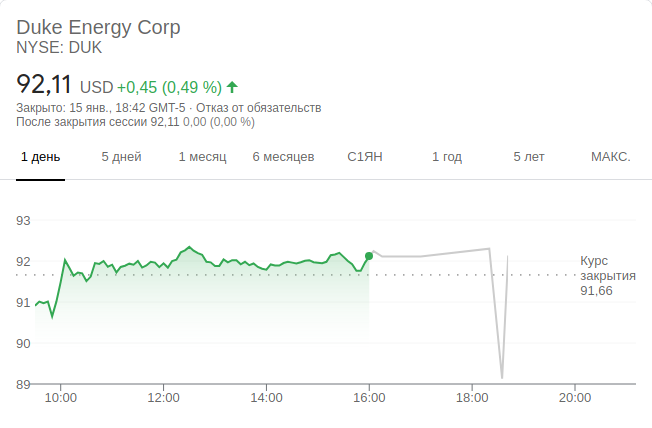 Duke Energy Corp
NYSE: DUK
92,11 USD +0,45 (0,49 %)
Закрыто: 15 янв., 18:42 GMT-5 · Отказ от обязательств
После закрытия сессии 92,11 0,00 (0,00 %)
1 день 5 дней 1 месяц 6 месяцев С1ЯН 1 год 5 лет МАКС.
93
92
91
90
89
Курс
закрытия
91,66
10:00 12:00 14:00 16:00 18:00 20:00